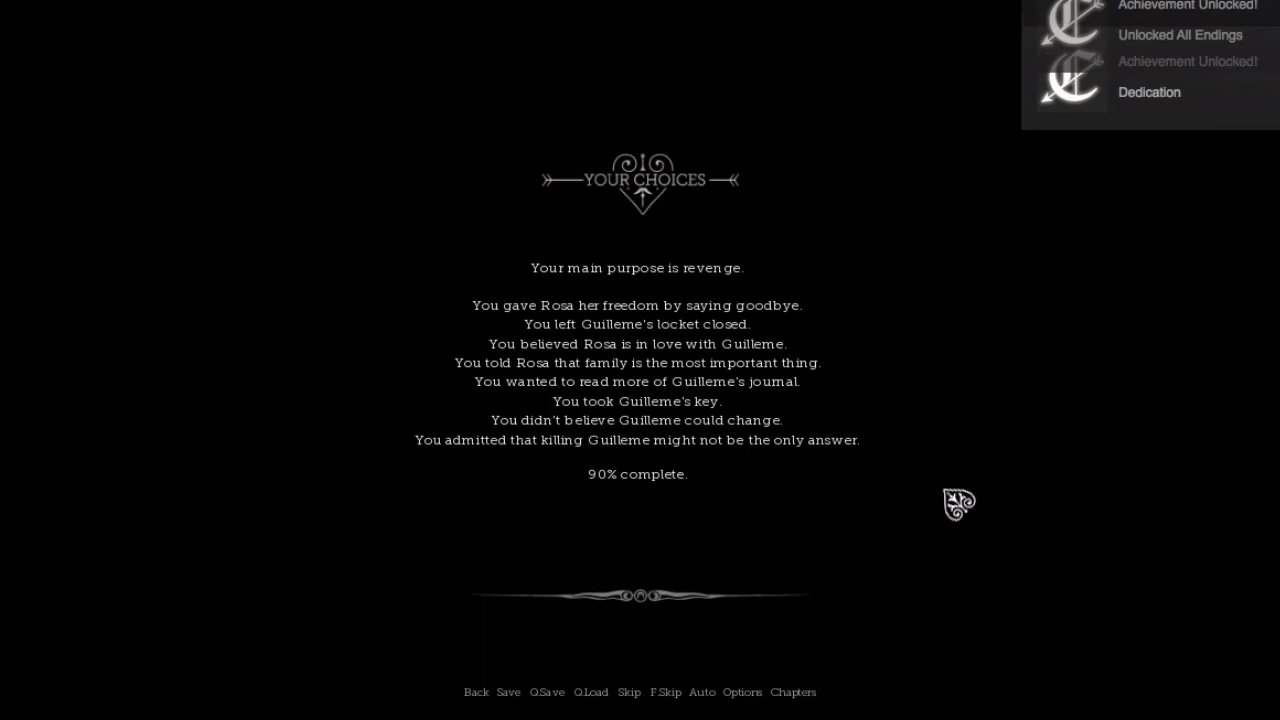 Achievement Unlocked!
Unlocked All Endings
Achievement Unlocked!
Dedication
YOUR CHOICES
Your main purpose is revenge.
You gave Rosa her freedom by saying goodbye.
You left Guilleme's locket closed.
You believed Rosa is in love with Guilleme.
You told Rosa that family is the most important thing.
You wanted to read more of Guilleme's journal.
You took Guilleme's key.
You didn't believe Guilleme could change.
You admitted that killing Guilleme might not be the only answer.
90% complete.
Back Save Q.Save Q.Load Skip F.Skip Auto Options Chapters